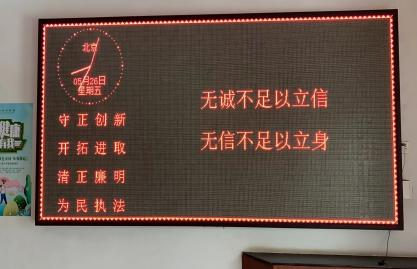 北京
05月26日
星期五
守正创新
开拓进取
清正廉明
为民执法
无诚不足以立信
无信不足以立身